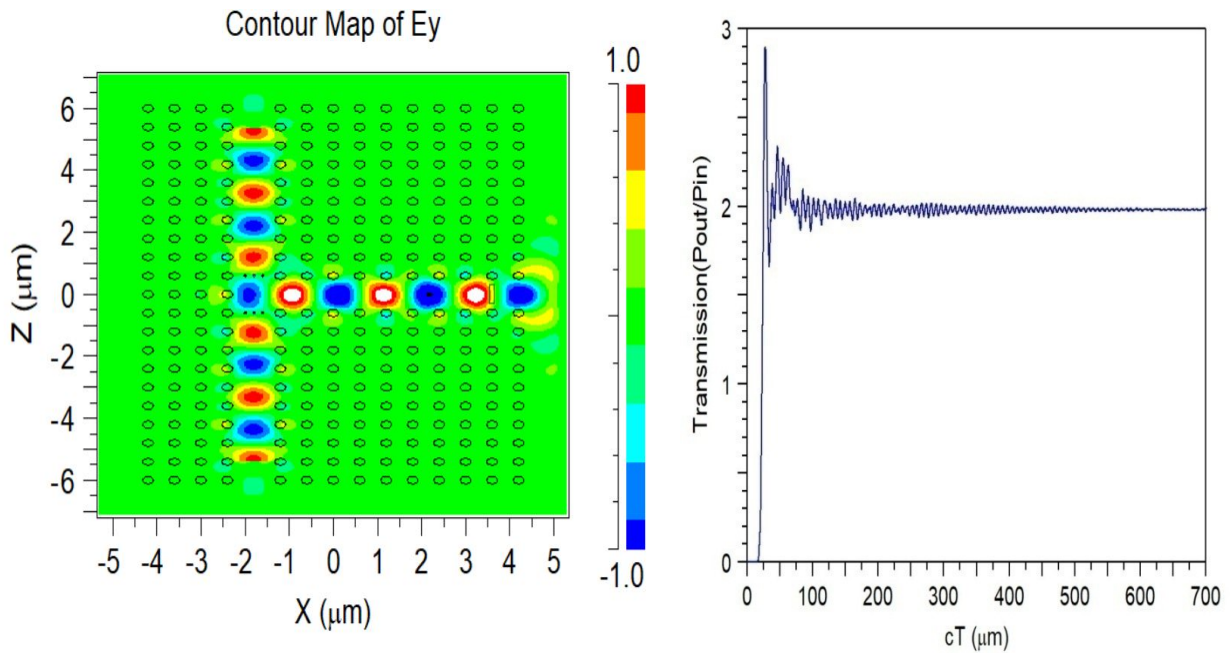 Contour Map of Ey
1.0
6
4
2
0
-2
-4
-6
Z (μm)
-5 -4 -3 -2 -1 0 1 2 3 4 5
X (μm)
-1.0
3
2
1
0
Transmission(Pout/Pin)
0 100 200 300 400 500 600 700
cT (μm)